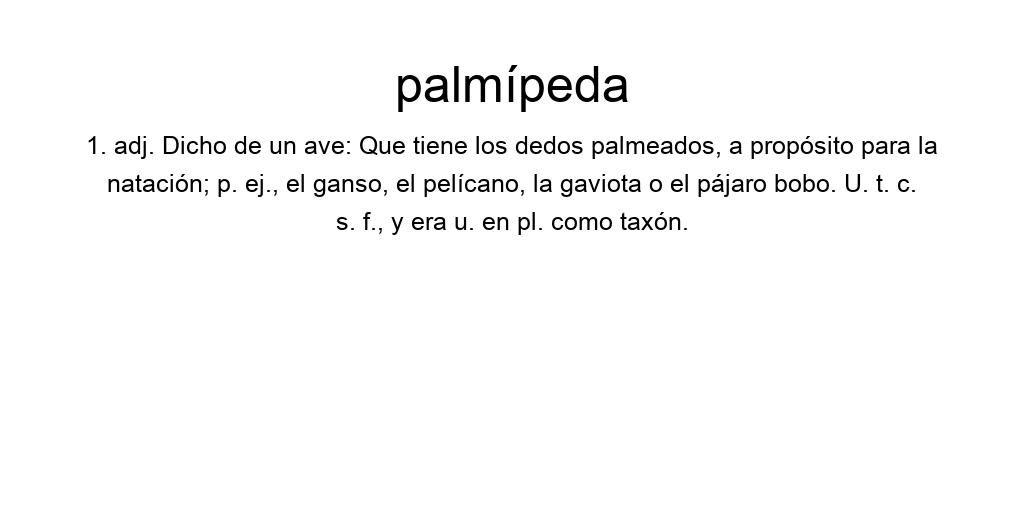 palmípeda
1. adj. Dicho de un ave: Que tiene los dedos palmeados, a propósito para la
natación; p. ej., el ganso, el pelícano, la gaviota o el pájaro bobo. U. t. c.
s. f., y era u. en pl. como taxón.